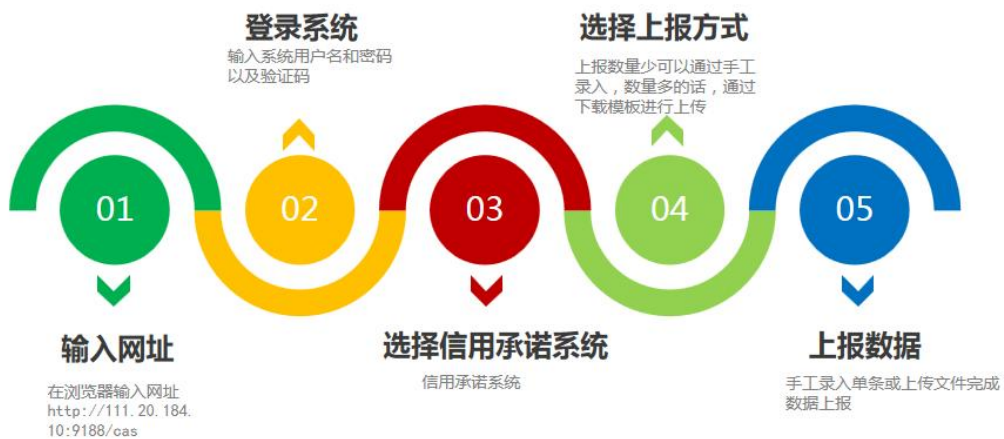 登录系统
输入系统用户名和密码
以及验证码
选择上报方式
上报数量少可以通过手工
录入，数量多的话，通过
下载模板进行上传
01
02
03
04
05
输入网址
在浏览器输入网址
http://111.20.184.
10:9188/cas
选择信用承诺系统
信用承诺系统
上报数据
手工录入单条或上传文件完成
数据上报